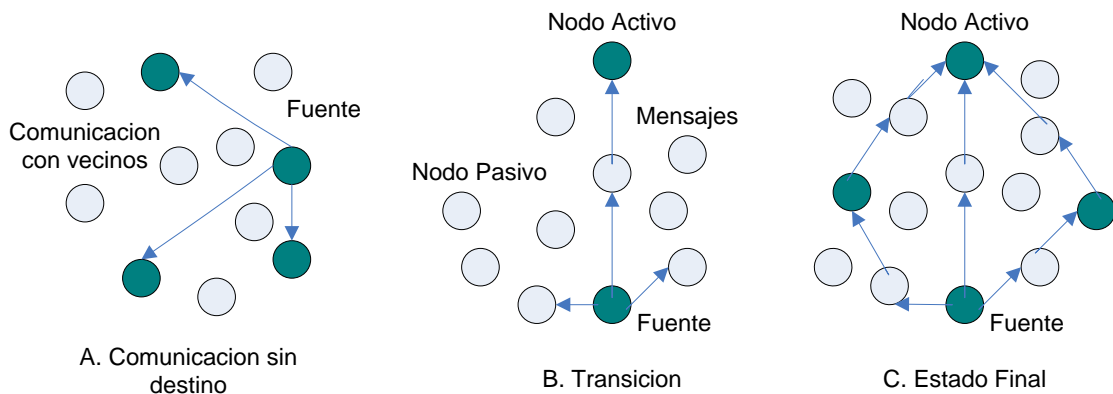 Fuente
Comunicacion
con vecinos
A. Comunicacion sin
destino
Nodo Activo
Mensajes
Nodo Pasivo
Fuente
B. Transicion
Nodo Activo
Fuente
C. Estado Final